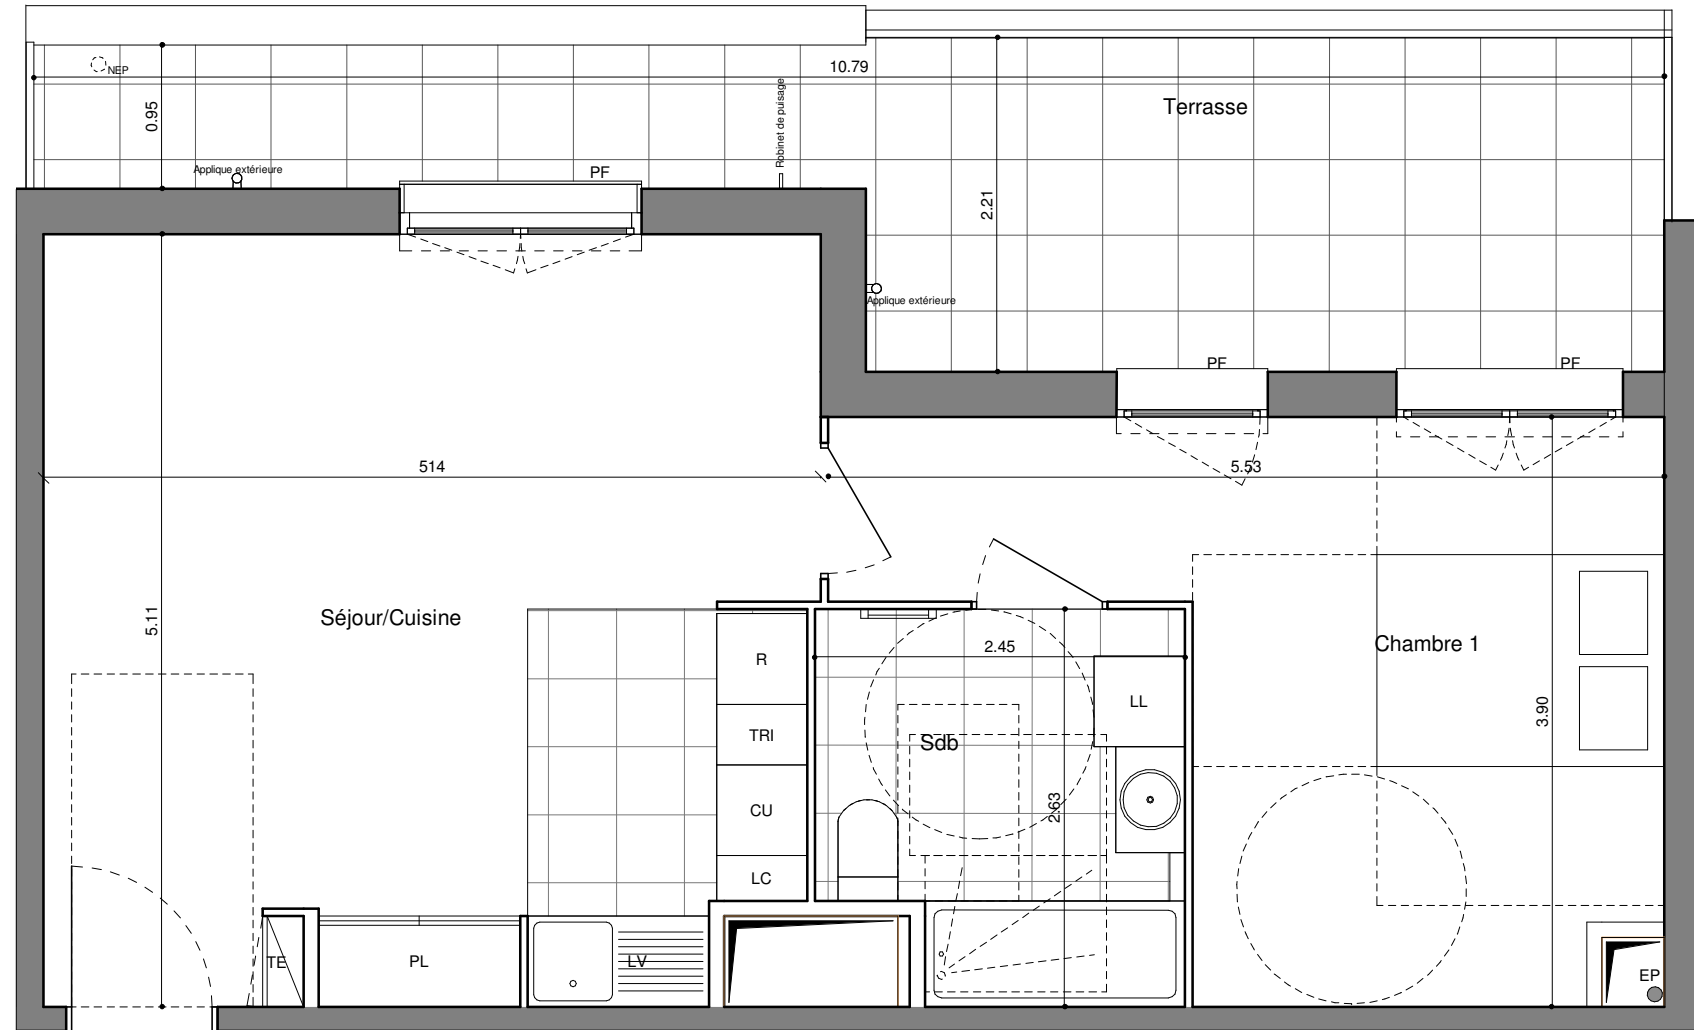 10.79
NEP
Terrasse
0.95
Robinet de puisage
Applique extérieure
PF
2.21
Applique extérieure
PF
PF
514
5.53
5.11
Séjour/Cuisine
R
2.45
Chambre 1
LL
3.90
TRI
Sdb
CU
2.63
LC
TE
PL
LV
EP